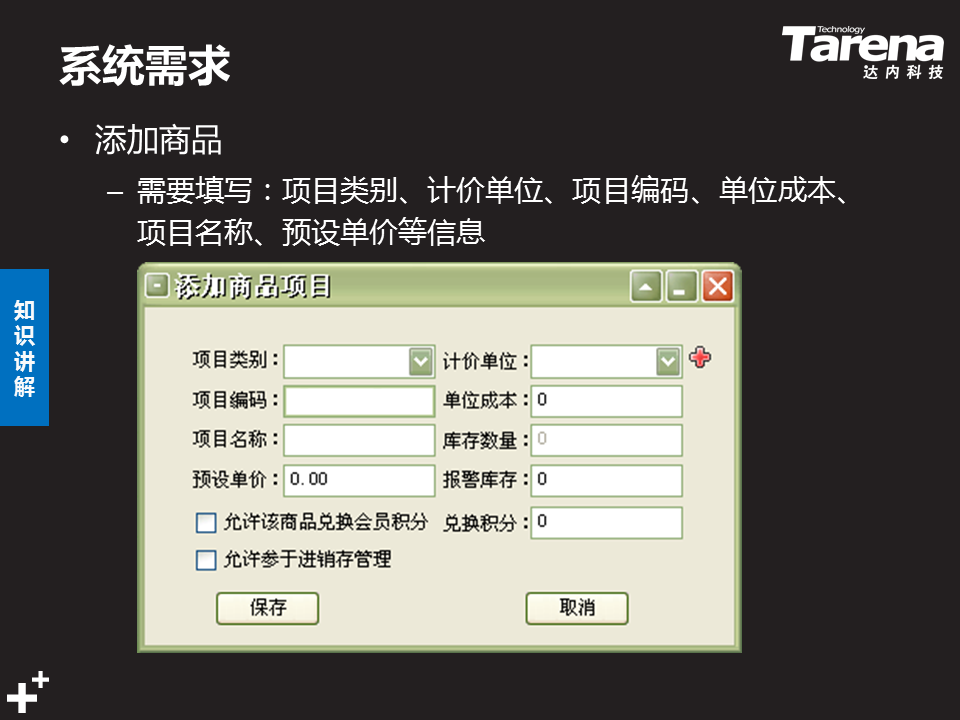 系统需求
Technology
Tarena
达内科技
• 添加商品
– 需要填写：项目类别、计价单位、项目编码、单位成本、
项目名称、预设单价等信息
知识讲解
添加商品项目
项目类别： 计价单位：
项目编码： 单位成本：0
项目名称： 库存数量：0
预设单价：0.00 报警库存：0
允许该商品兑换会员积分 兑换积分：0
允许参于进销存管理
保存 取消